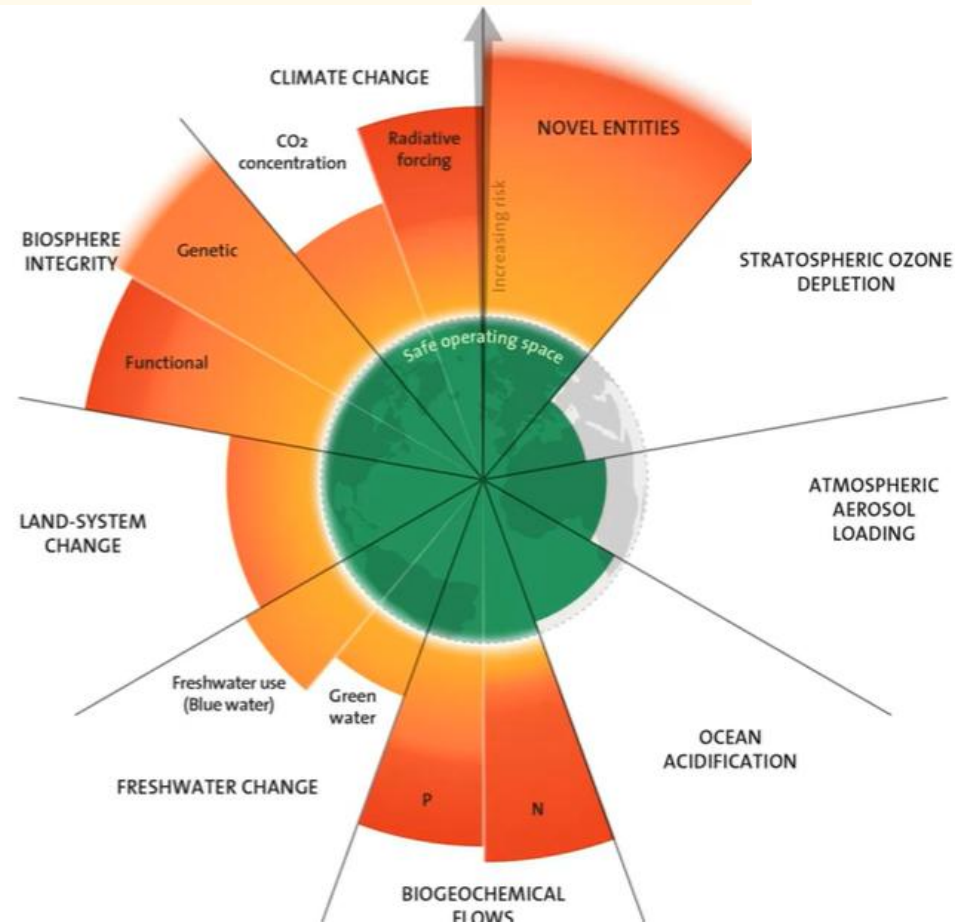 CLIMATE CHANGE
CO2
concentration
Radiative
forcing
NOVEL ENTITIES
Increasing risk
BIOSPHERE
INTEGRITY
Genetic
Functional
STRATOSPHERIC OZONE
DEPLETION
Safe operating space
ATMOSPHERIC
AEROSOL
LOADING
LAND-SYSTEM
CHANGE
Freshwater use
(Blue water)
Green
water
FRESHWATER CHANGE
OCEAN
ACIDIFICATION
P
N
BIOGEOCHEMICAL
FLOWS